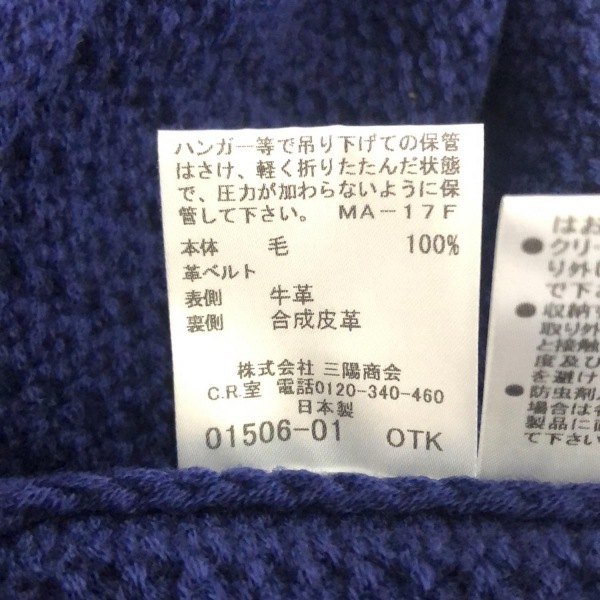 ハンガー等で吊り下げての保管
はさけ、軽く折りたたんだ状態
で、圧力が加わらないように保
管して下さい。 MA-17F
本体 毛 100%
革ベルト
表側 牛革
裏側 合成皮革
株式会社 三陽商会
C.R.室 電話0120-340-460
日本製
01506-01 OTK
はお
●クリー
り外し
で下さ
●収納す
取り外
と接触
度及び
を避け
●防虫剤
場合は
製品に直
て下さい